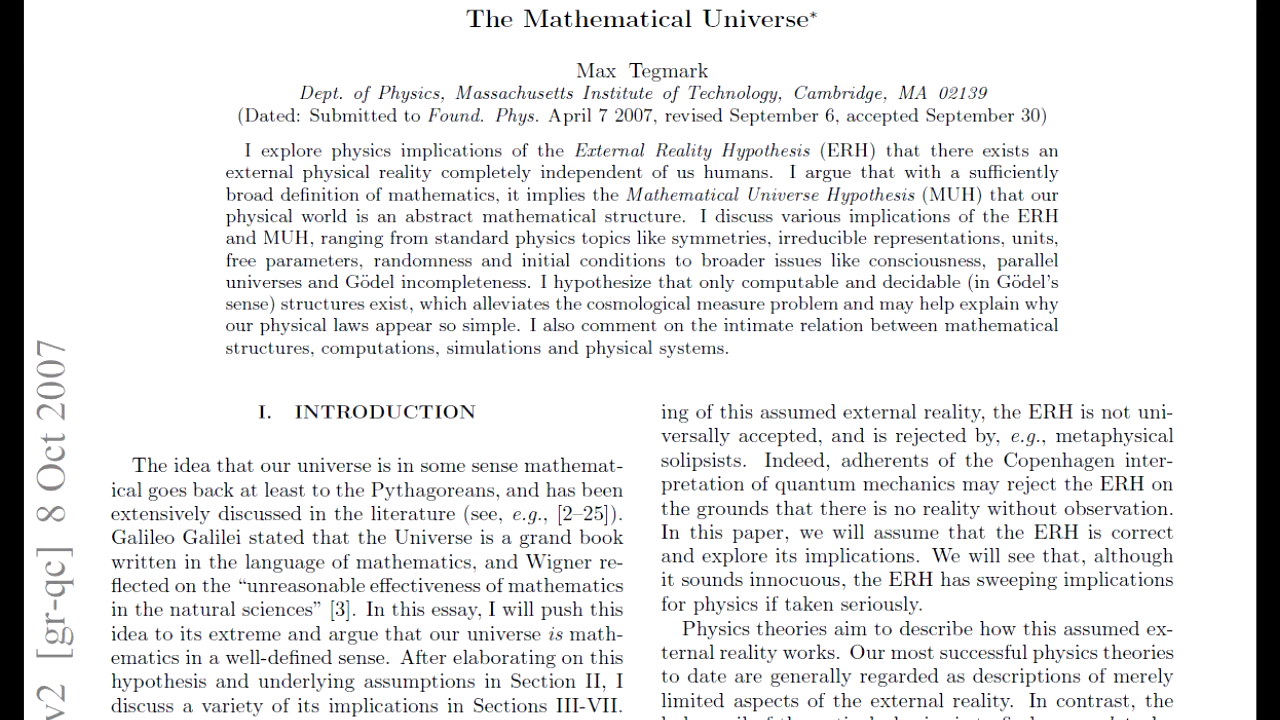 The Mathematical Universe*
Max Tegmark
Dept. of Physics, Massachusetts Institute of Technology, Cambridge, MA 02139
(Dated: Submitted to Found. Phys. April 7 2007, revised September 6, accepted September 30)
I explore physics implications of the External Reality Hypothesis (ERH) that there exists an
external physical reality completely independent of us humans. I argue that with a sufficiently
broad definition of mathematics, it implies the Mathematical Universe Hypothesis (MUH) that our
physical world is an abstract mathematical structure. I discuss various implications of the ERH
and MUH, ranging from standard physics topics like symmetries, irreducible representations, units,
free parameters, randomness and initial conditions to broader issues like consciousness, parallel
universes and Gödel incompleteness. I hypothesize that only computable and decidable (in Gödel's
sense) structures exist, which alleviates the cosmological measure problem and may help explain why
our physical laws appear so simple. I also comment on the intimate relation between mathematical
structures, computations, simulations and physical systems.
I. INTRODUCTION
The idea that our universe is in some sense mathemat-
ical goes back at least to the Pythagoreans, and has been
extensively discussed in the literature (see, e.g., [2–25]).
Galileo Galilei stated that the Universe is a grand book
written in the language of mathematics, and Wigner re-
flected on the “unreasonable effectiveness of mathematics
in the natural sciences” [3]. In this essay, I will push this
idea to its extreme and argue that our universe is math-
ematics in a well-defined sense. After elaborating on this
hypothesis and underlying assumptions in Section II, I
discuss a variety of its implications in Sections III-VII.
ing of this assumed external reality, the ERH is not uni-
versally accepted, and is rejected by, e.g., metaphysical
solipsists. Indeed, adherents of the Copenhagen inter-
pretation of quantum mechanics may reject the ERH on
the grounds that there is no reality without observation.
In this paper, we will assume that the ERH is correct
and explore its implications. We will see that, although
it sounds innocuous, the ERH has sweeping implications
for physics if taken seriously.
Physics theories aim to describe how this assumed ex-
ternal reality works. Our most successful physics theories
to date are generally regarded as descriptions of merely
limited aspects of the external reality. In contrast, the
v2 [gr-qc] 8 Oct 2007